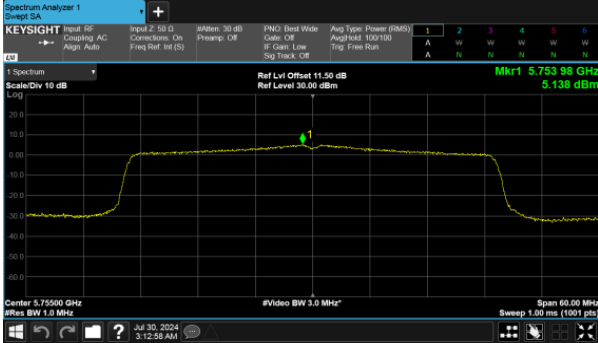 Spectrum Analyzer 1
Swept SA
+
KEYSIGHT
Input: RF
Coupling: AC
Align: Auto
Input Z: 50 Ω
Corrections: On
Freq Ref: Int (S)
#Atten: 30 dB
Preamp: Off
PNO: Best Wide
Gate: Off
IF Gain: Low
Sig Track: Off
Avg Type: Power (RMS)
Avg|Hold: 100/100
Trig: Free Run
1 2 3 4 5 6
A W W W W W
A N N N N N
LXI
1 Spectrum
Scale/Div 10 dB
Log
Ref Lvl Offset 11.50 dB
Ref Level 30.00 dBm
Mkr1 5.753 98 GHz
5.138 dBm
20.0
10.0
0.00
-10.0
-20.0
-30.0
-40.0
-50.0
-60.0
1
Center 5.75500 GHz
#Res BW 1.0 MHz
#Video BW 3.0 MHz*
Span 60.00 MHz
Sweep 1.00 ms (1001 pts)
?
Jul 30, 2024
3:12:58 AM